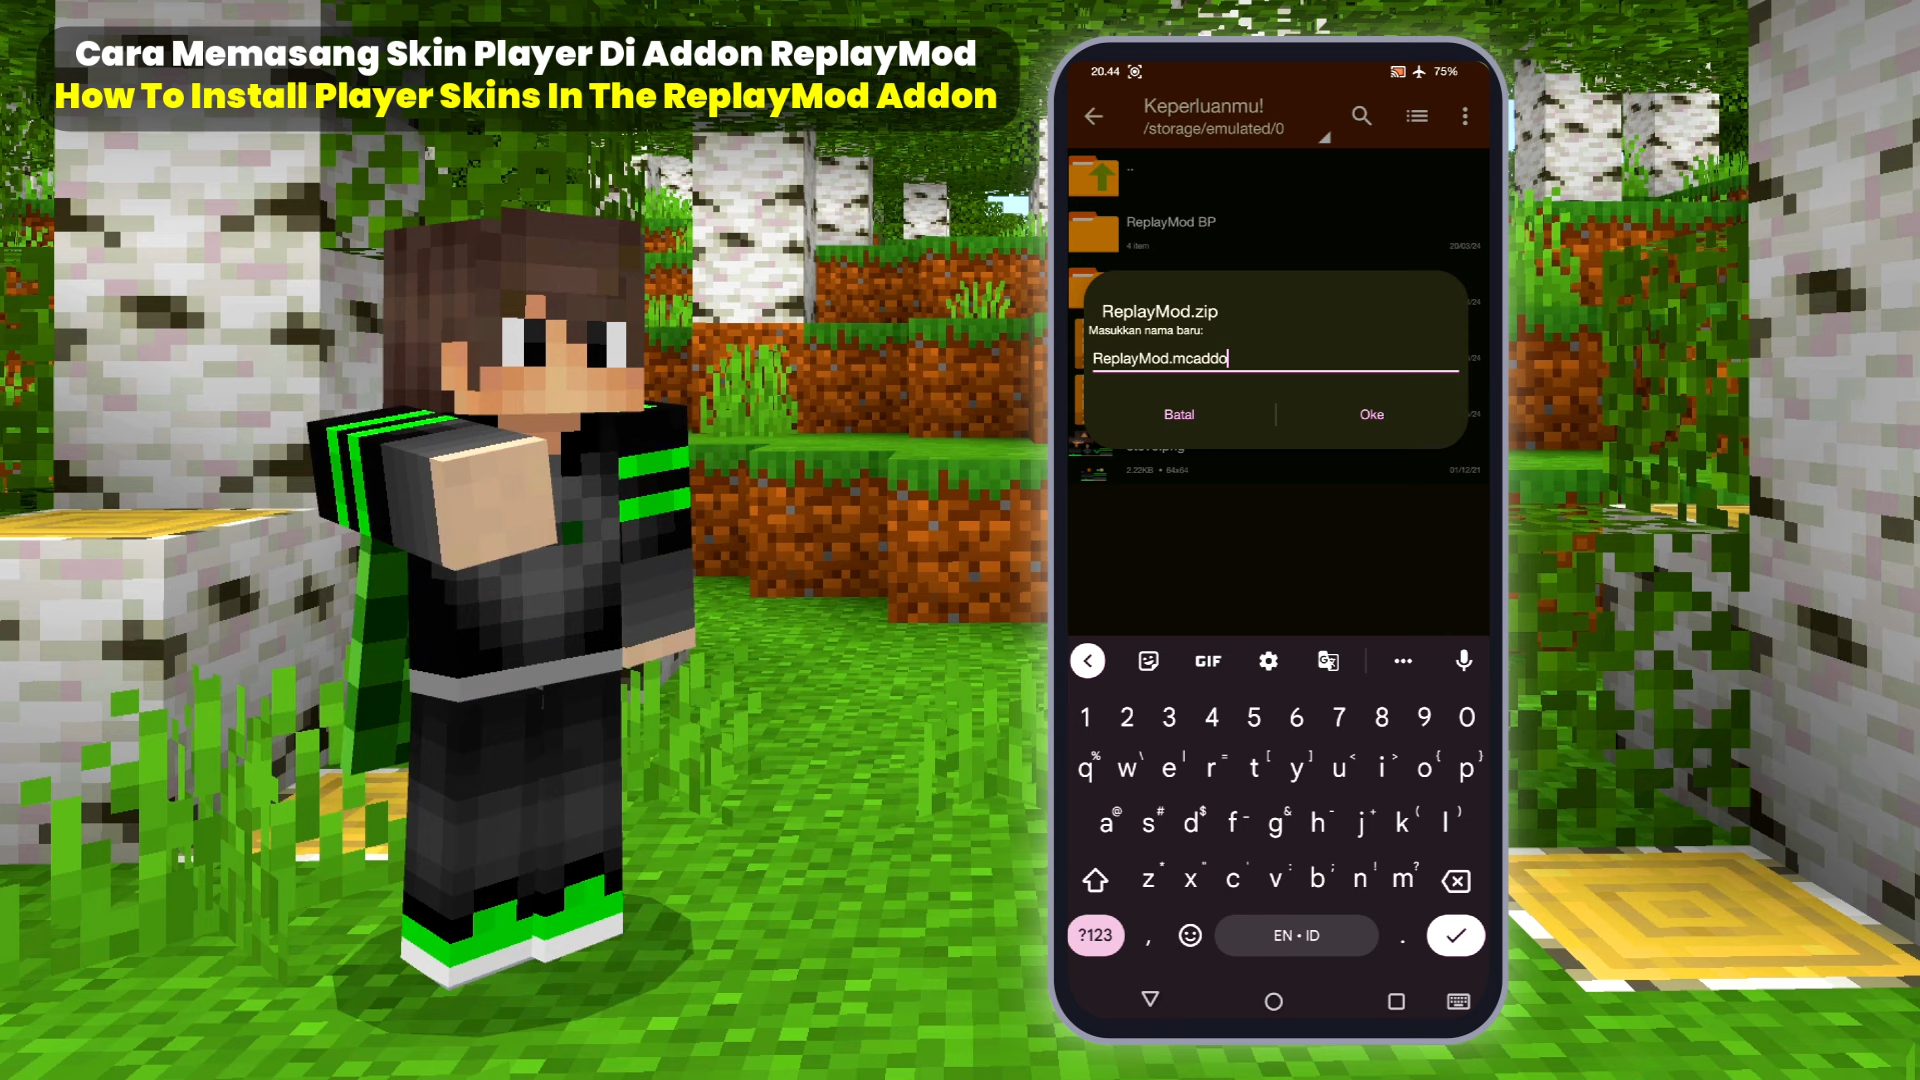 Cara Memasang Skin Player Di Addon ReplayMod
How To Install Player Skins In The ReplayMod Addon
20.44
75%
Keperluanmu!
/storage/emulated/0
..
ReplayMod BP
4 item
20/03/24
ReplayMod.zip
Masukkan nama baru:
ReplayMod.mcaddo
Batal
Oke
2.22KB • 64x64
01/12/21
GIF
1 2 3 4 5 6 7 8 9 0
q% w\ e| r= t[ y] u< i> o{ p}
a@ s# d$ f- g& h- j+ k( l)
z* x" c' v: b; n! m?
?123 , EN • ID .